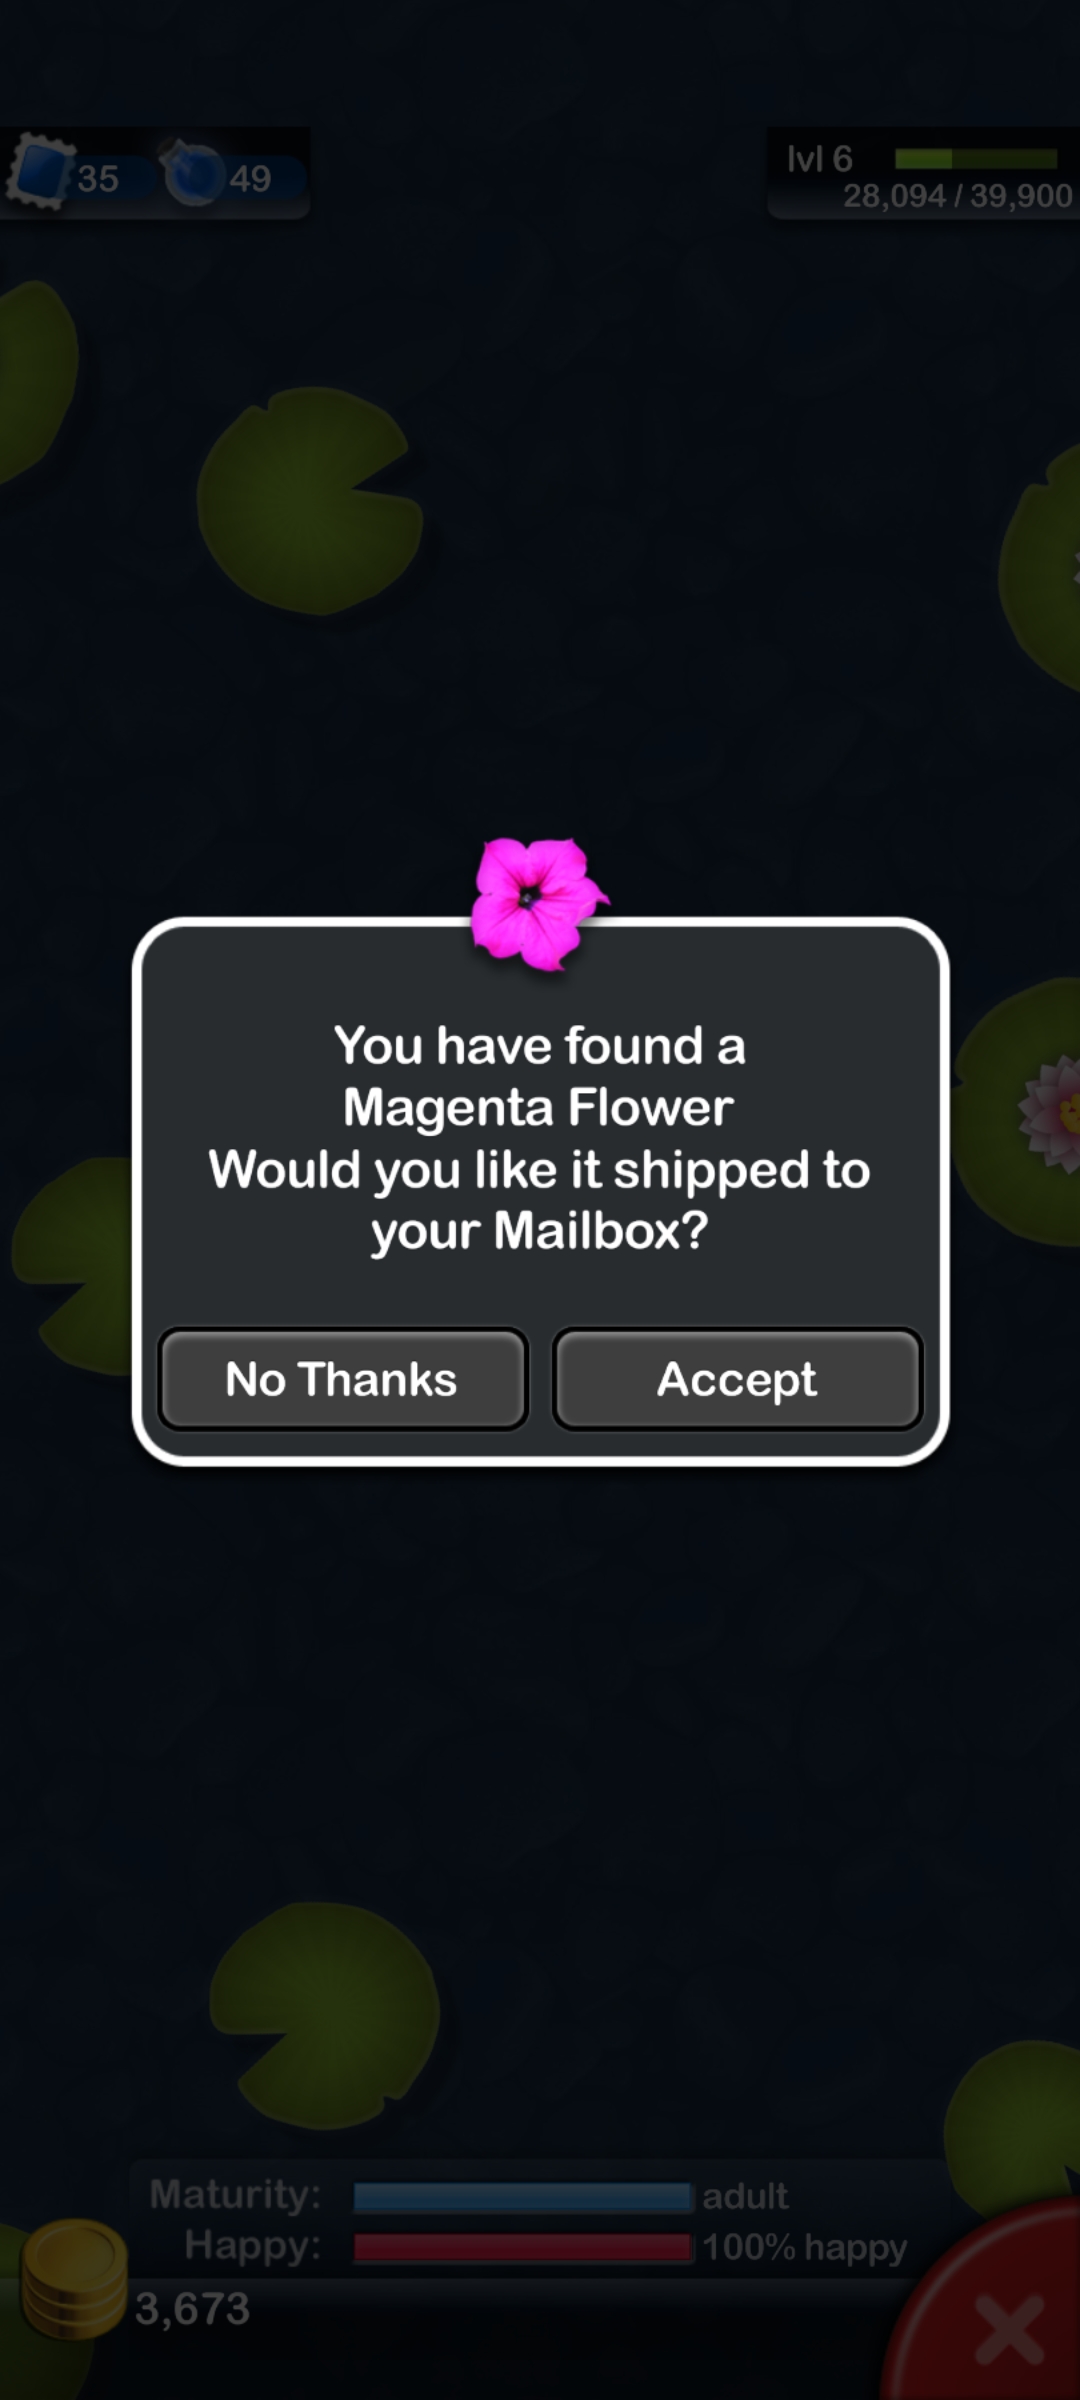 35
49
lvl 6
28,094 / 39,900
You have found a
Magenta Flower
Would you like it shipped to
your Mailbox?
No Thanks
Accept
Maturity:
adult
Happy:
100% happy
3,673